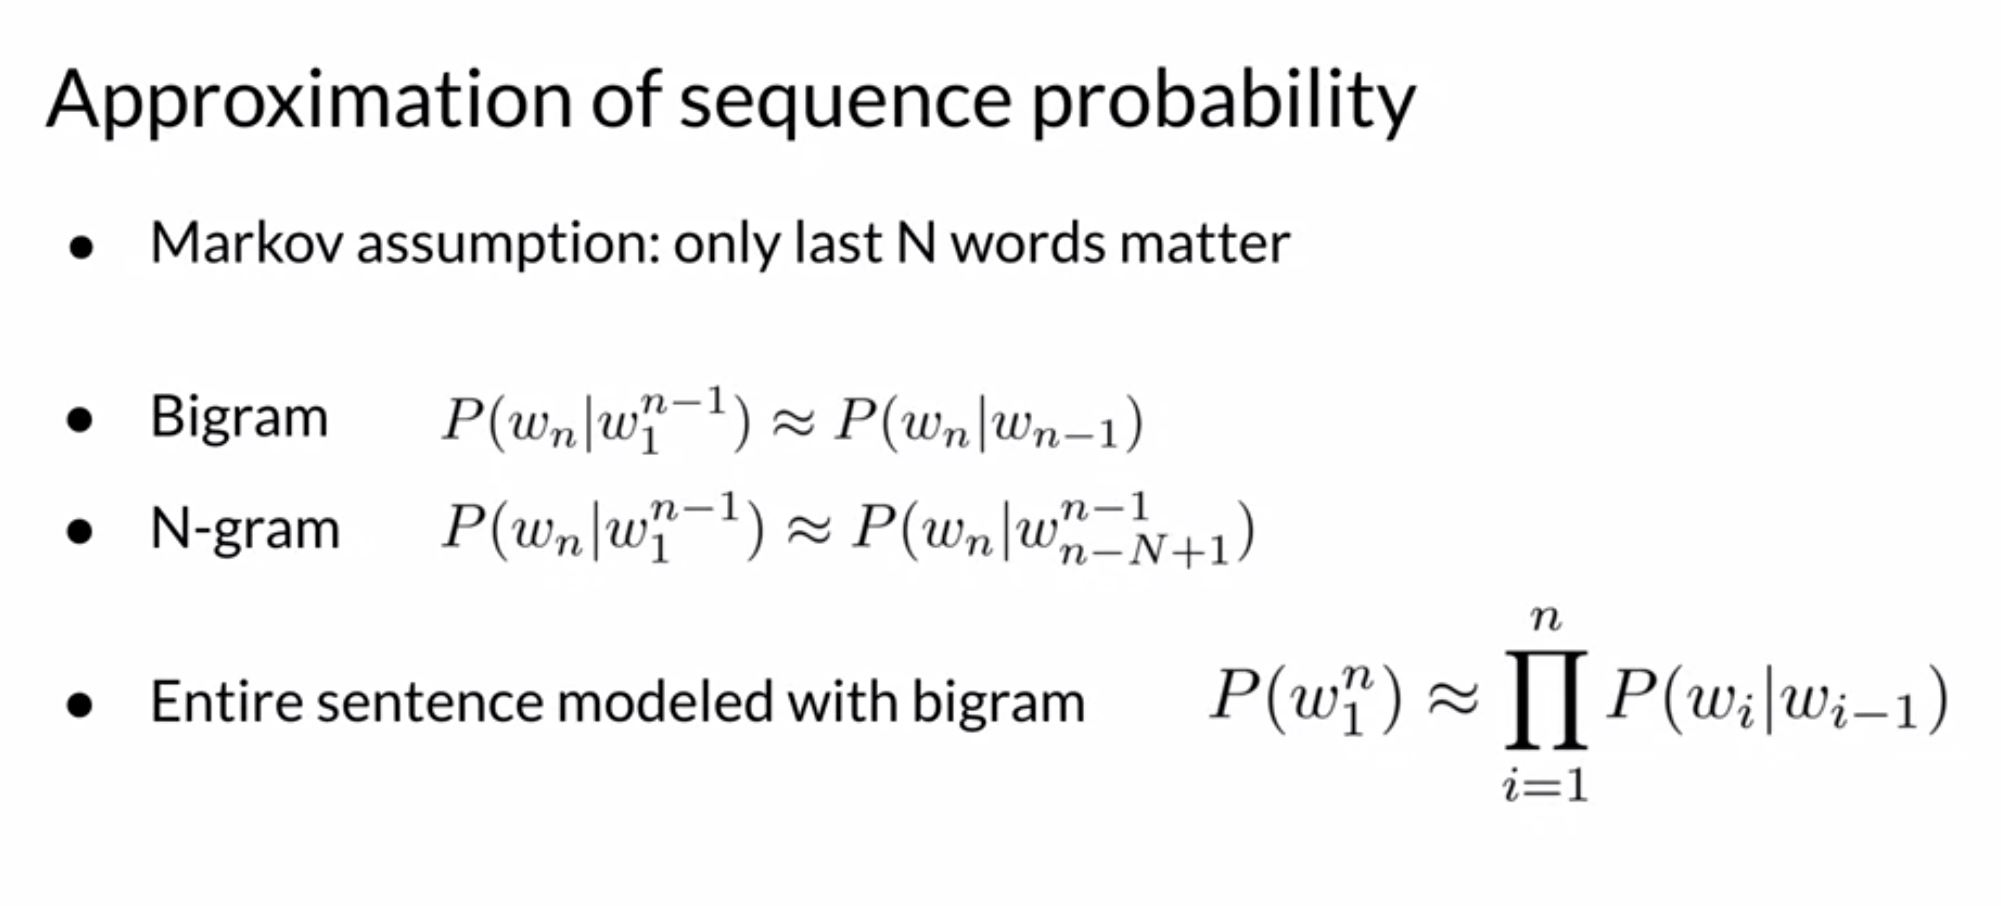 Approximation of sequence probability
● Markov assumption: only last N words matter
● Bigram $P(w_n|w_1^{n-1}) \approx P(w_n|w_{n-1})$
● N-gram $P(w_n|w_1^{n-1}) \approx P(w_n|w_{n-N+1}^{n-1})$
● Entire sentence modeled with bigram $P(w_1^n) \approx \prod_{i=1}^{n} P(w_i|w_{i-1})$